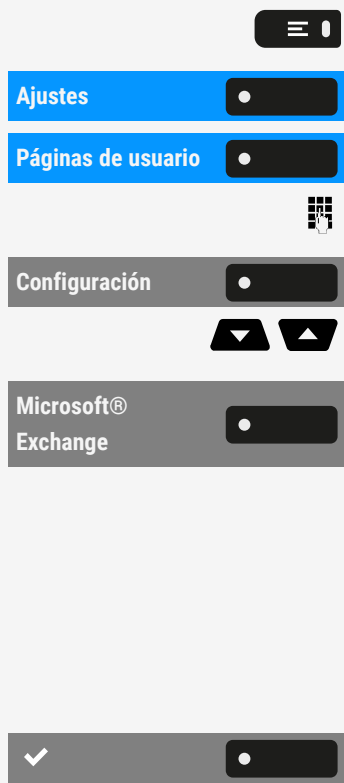 Ajustes
Páginas de usuario
Configuración
Microsoft®
Exchange